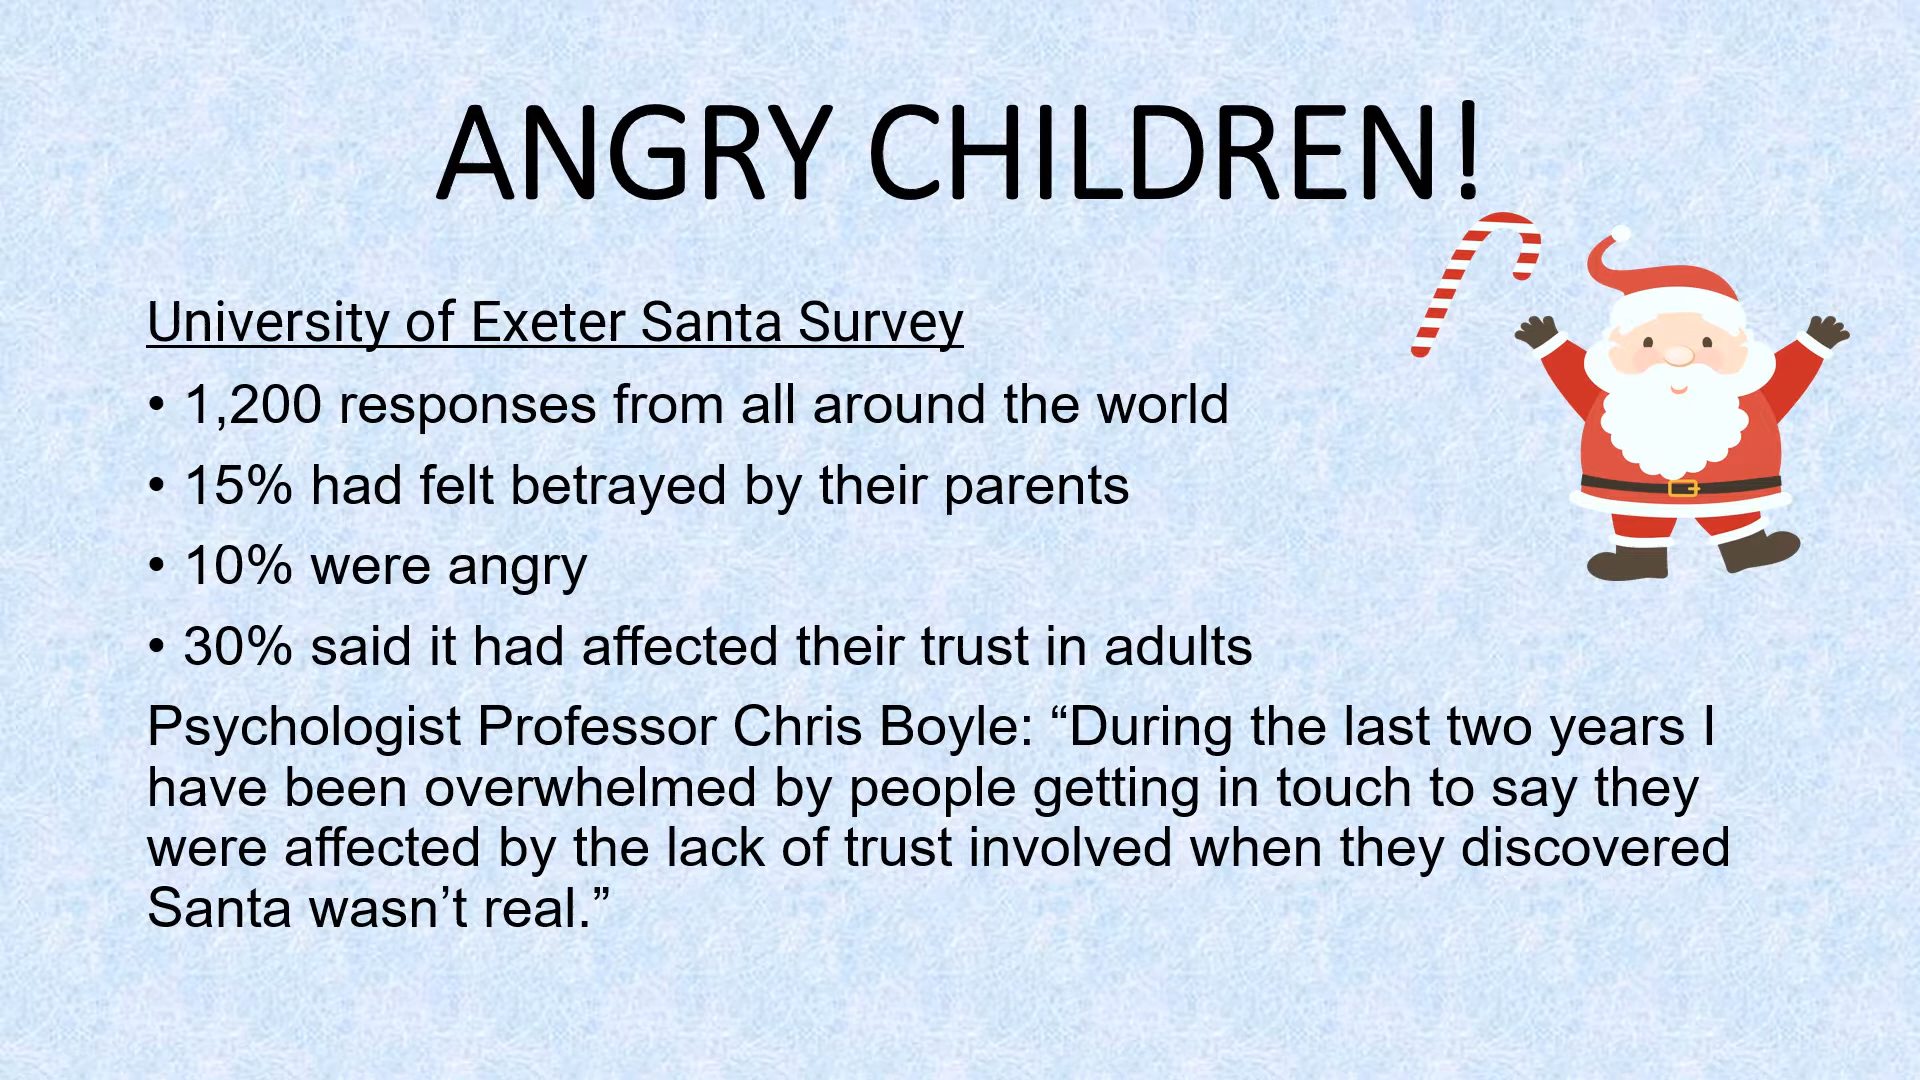 ANGRY CHILDREN!
University of Exeter Santa Survey
• 1,200 responses from all around the world
• 15% had felt betrayed by their parents
• 10% were angry
• 30% said it had affected their trust in adults
Psychologist Professor Chris Boyle: “During the last two years I
have been overwhelmed by people getting in touch to say they
were affected by the lack of trust involved when they discovered
Santa wasn’t real.”